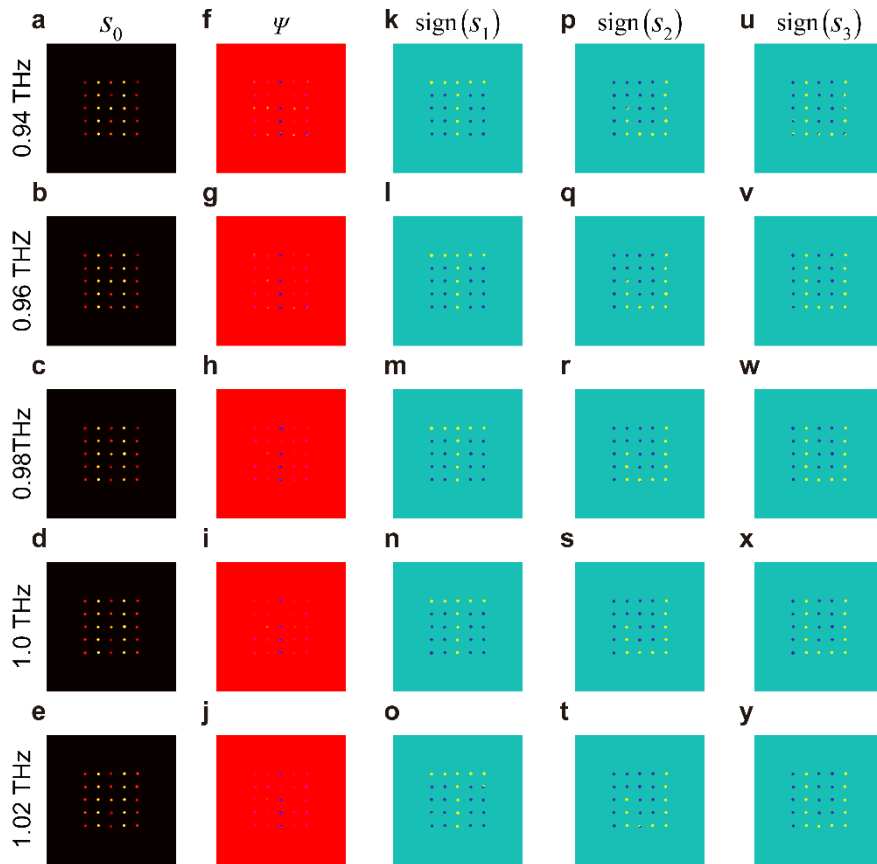 a S₀ f Ψ k sign(s₁) p sign(s₂) u sign(s₃)
0.94 THz
b g l q v
0.96 THZ
c h m r w
0.98THz
d i n s x
1.0 THz
e j o t y
1.02 THz